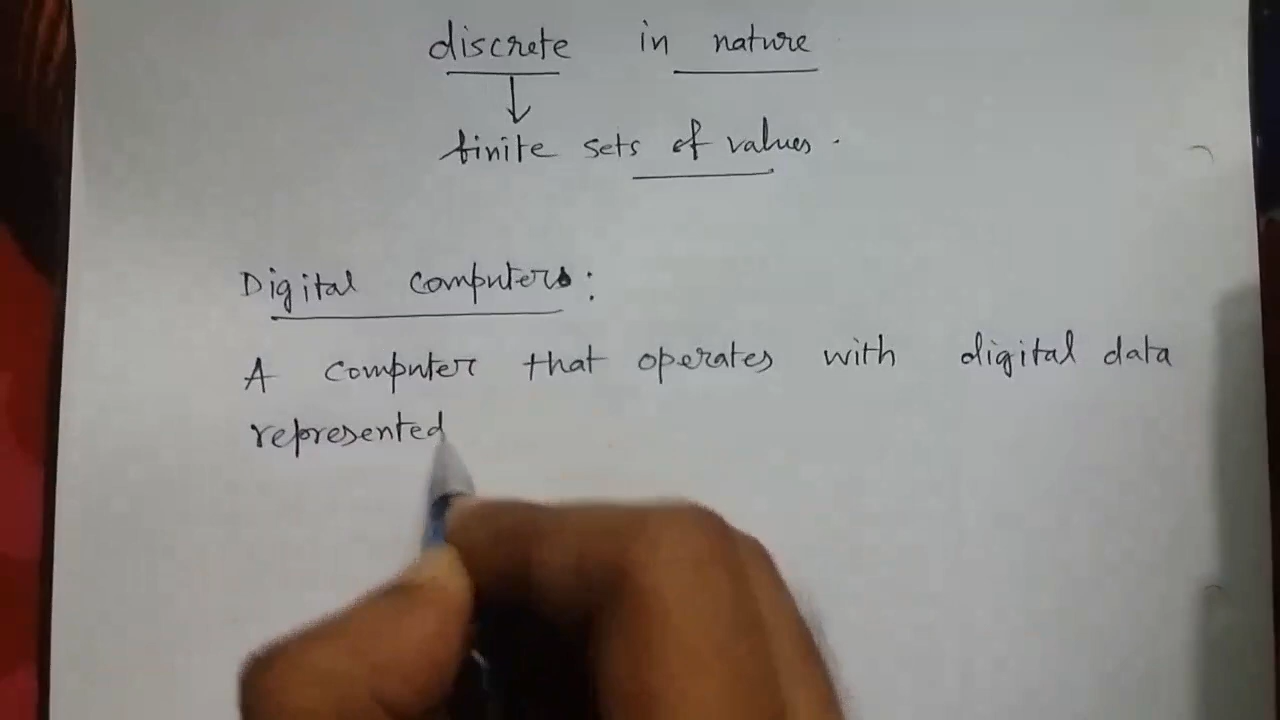 discrete in nature
finite sets of values.
Digital computers:
A computer that operates with digital data
represented